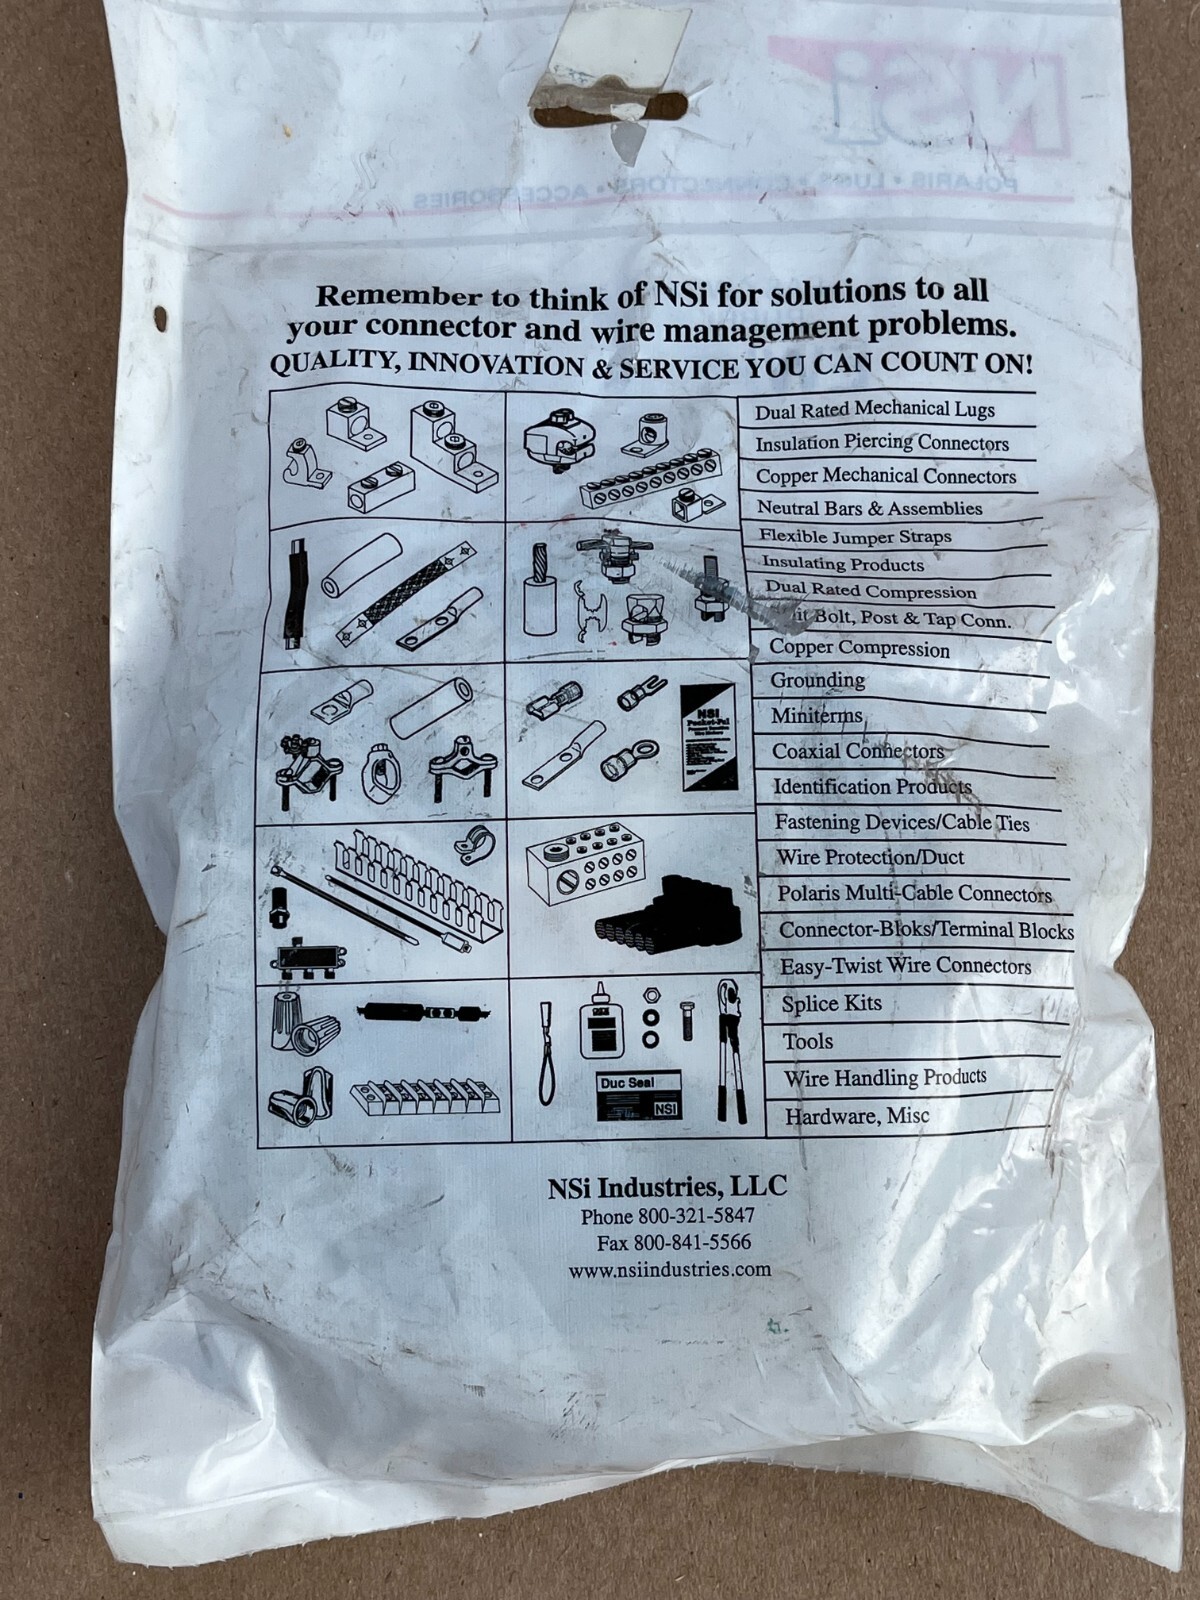 NSi
POLARIS • LUGS • CONNECTORS • ACCESSORIES
Remember to think of NSi for solutions to all
your connector and wire management problems.
QUALITY, INNOVATION & SERVICE YOU CAN COUNT ON!
Dual Rated Mechanical Lugs
Insulation Piercing Connectors
Copper Mechanical Connectors
Neutral Bars & Assemblies
Flexible Jumper Straps
Insulating Products
Dual Rated Compression
Bolt, Post & Tap Conn.
Copper Compression
Grounding
Miniterms
Coaxial Connectors
Identification Products
Fastening Devices/Cable Ties
Wire Protection/Duct
Polaris Multi-Cable Connectors
Connector-Bloks/Terminal Blocks
Easy-Twist Wire Connectors
Splice Kits
Tools
Wire Handling Products
Hardware, Misc
NSI
Pocket-Pal
Duc Seal
NSI
NSi Industries, LLC
Phone 800-321-5847
Fax 800-841-5566
www.nsiindustries.com